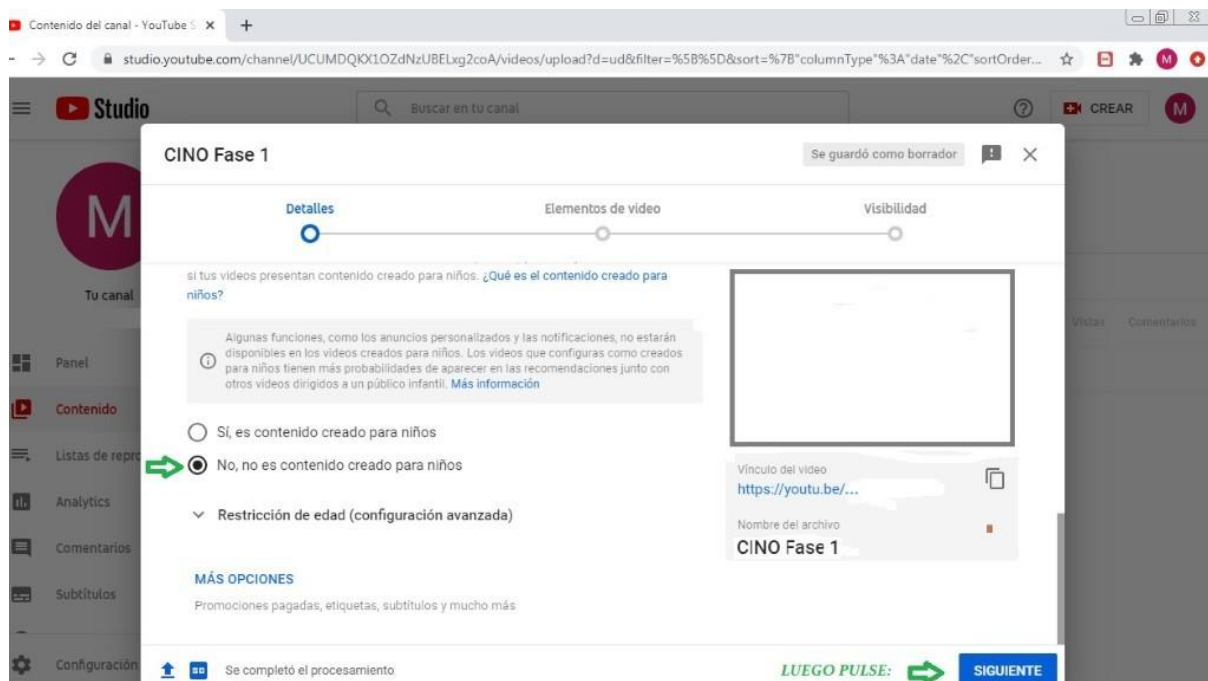 Contenido del canal - YouTube S
studio.youtube.com/channel/UCUMDQKX1OZdNzUBELxg2coA/videos/upload?d=ud&filter=%5B%5D&sort=%7B"columnType"%3A"date"%2C"sortOrder...
M
Studio
Buscar en tu canal
CREAR
M
CINO Fase 1
Se guardó como borrador
Detalles
Elementos de video
Visibilidad
M
Tu canal
si tus videos presentan contenido creado para niños. ¿Qué es el contenido creado para
niños?
Algunas funciones, como los anuncios personalizados y las notificaciones, no estarán
disponibles en los videos creados para niños. Los videos que configuras como creados
para niños tienen más probabilidades de aparecer en las recomendaciones junto con
otros videos dirigidos a un público infantil. Más información
Vistas Comentarios
Panel
Contenido
Listas de repro
Analytics
Comentarios
Subtítulos
Configuración
Sí, es contenido creado para niños
No, no es contenido creado para niños
Restricción de edad (configuración avanzada)
MÁS OPCIONES
Promociones pagadas, etiquetas, subtítulos y mucho más
Vínculo del video
https://youtu.be/...
Nombre del archivo
CINO Fase 1
SD
Se completó el procesamiento
LUEGO PULSE:
SIGUIENTE